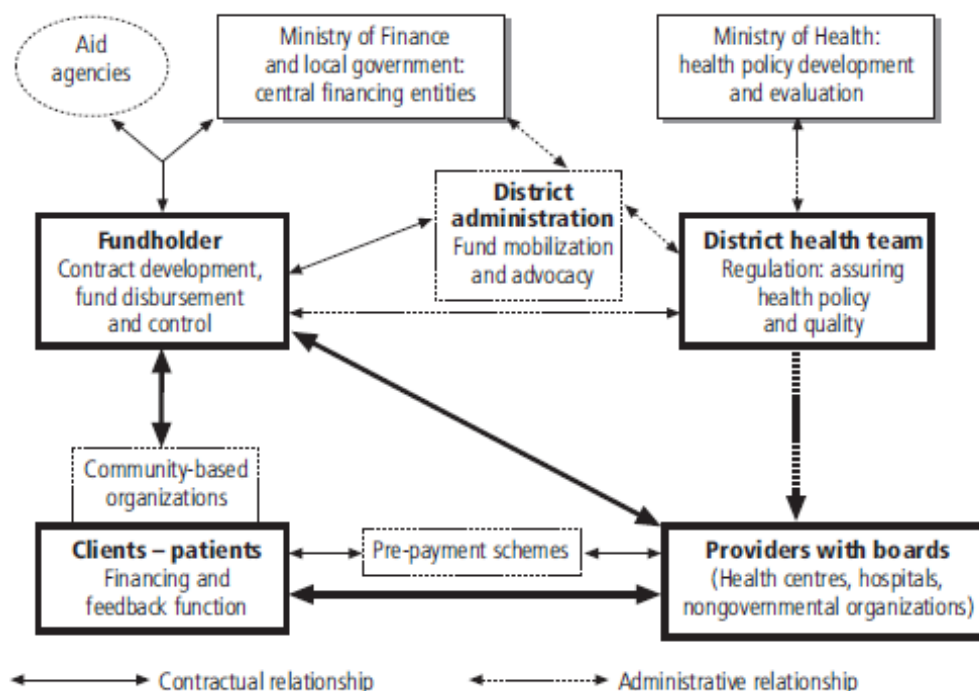 Aid
agencies
Ministry of Finance
and local government:
central financing entities
Ministry of Health:
health policy development
and evaluation
District
administration
Fund mobilization
and advocacy
Fundholder
Contract development,
fund disbursement
and control
District health team
Regulation: assuring
health policy
and quality
Community-based
organizations
Clients – patients
Financing and
feedback function
Pre-payment schemes
Providers with boards
(Health centres, hospitals,
nongovernmental organizations)
Contractual relationship
Administrative relationship